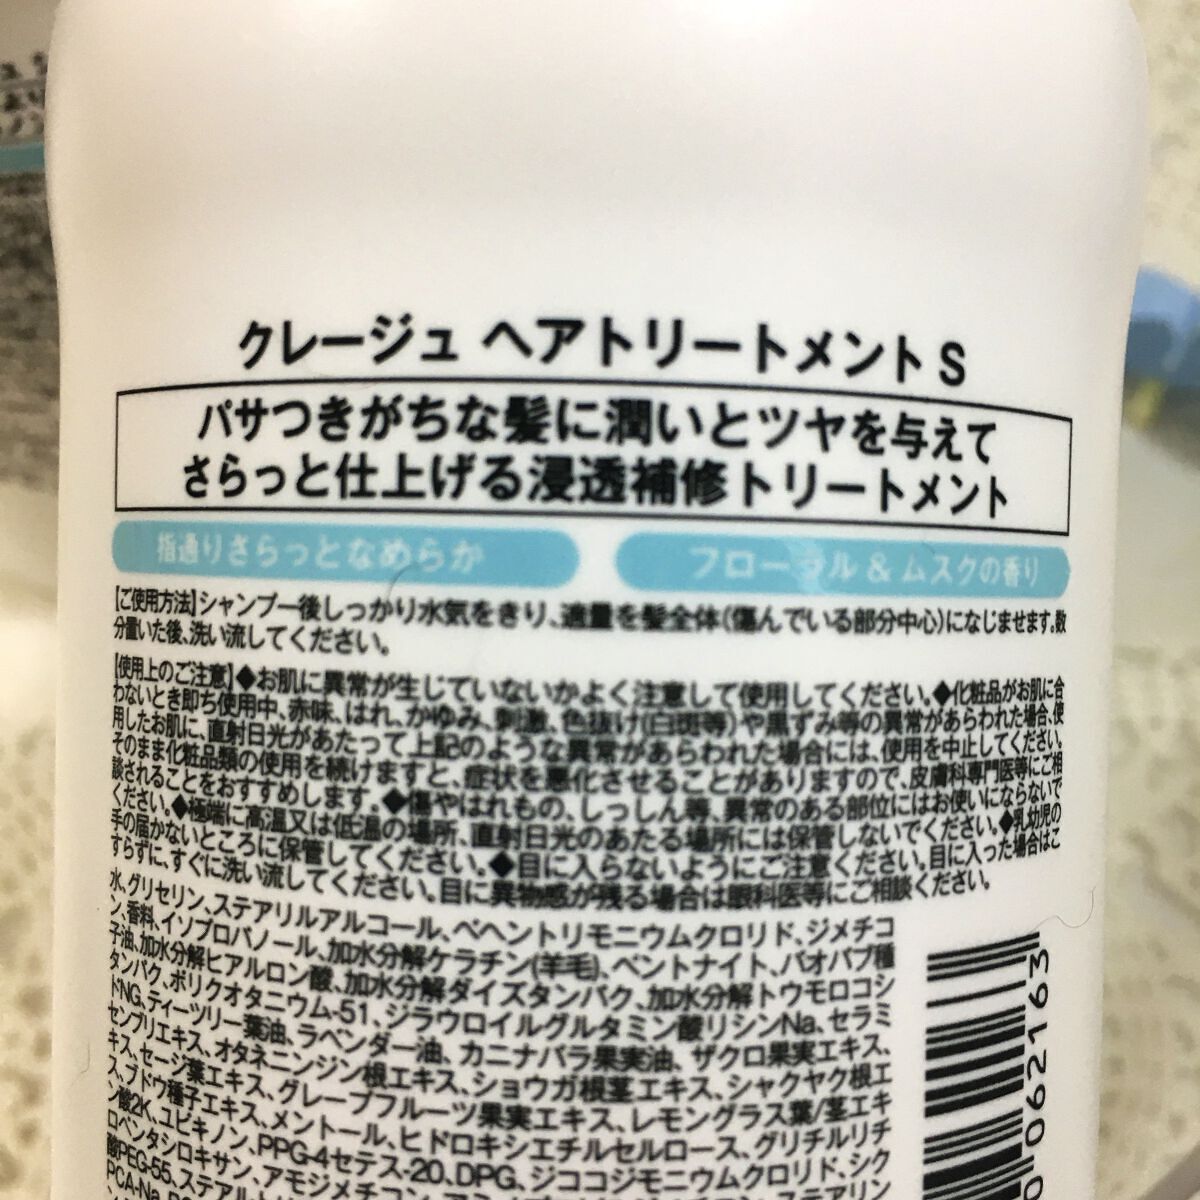 クレージュ ヘアトリートメント S
パサつきがちな髪に潤いとツヤを与えて
さらっと仕上げる浸透補修トリートメント
指通りさらっとなめらか
フローラル & ムスクの香り
【ご使用方法】シャンプー後しっかり水気をきり、適量を髪全体(傷んでいる部分中心)になじませます。数
分置いた後、洗い流してください。
【使用上のご注意】◆お肌に異常が生じていないかよく注意して使用してください。◆化粧品がお肌に合
わないとき即ち使用中、赤味、はれ、かゆみ、刺激、色抜け(白斑等)や黒ずみ等の異常があらわれた場合、使
用したお肌に、直射日光があたって上記のような異常があらわれた場合には、使用を中止してください。
そのまま化粧品類の使用を続けますと、症状を悪化させることがありますので、皮膚科専門医等にご相
談されることをおすすめします。◆傷やはれもの、しっしん等、異常のある部位にはお使いにならないで
ください。◆極端に高温又は低温の場所、直射日光のあたる場所には保管しないでください。◆乳幼児の
手の届かないところに保管してください。◆目に入らないようにご注意ください。目に入った場合はこ
すらずに、すぐに洗い流してください。目に異物感が残る場合は眼科医等にご相談ください。
水、グリセリン、ステアリルアルコール、ベヘントリモニウムクロリド、ジメチコ
ン、香料、イソプロパノール、加水分解ケラチン(羊毛)、ベントナイト、バオバブ種
子油、加水分解ヒアルロン酸、加水分解ダイズタンパク、加水分解トウモロコシ
タンパク、ポリクオタニウム-51、ジラウロイルグルタミン酸リシンNa、セラミ
ドNG、ティーツリー葉油、ラベンダー油、カニナバラ果実油、ザクロ果実エキス、
センブリエキス、オタネニンジン根エキス、ショウガ根茎エキス、シャクヤク根エ
キス、セージ葉エキス、グレープフルーツ果実エキス、レモングラス葉/茎エキ
ス、ブドウ種子エキス、メントール、ヒドロキシエチルセルロース、グリチルリチ
ン酸2K、ユビキノン、PPG-4セテス-20、DPG、ジココジモニウムクロリド、シク
ロペンタシロキサン、アモジメチコン、
酸PEG-55、
PCA-Na、
062163